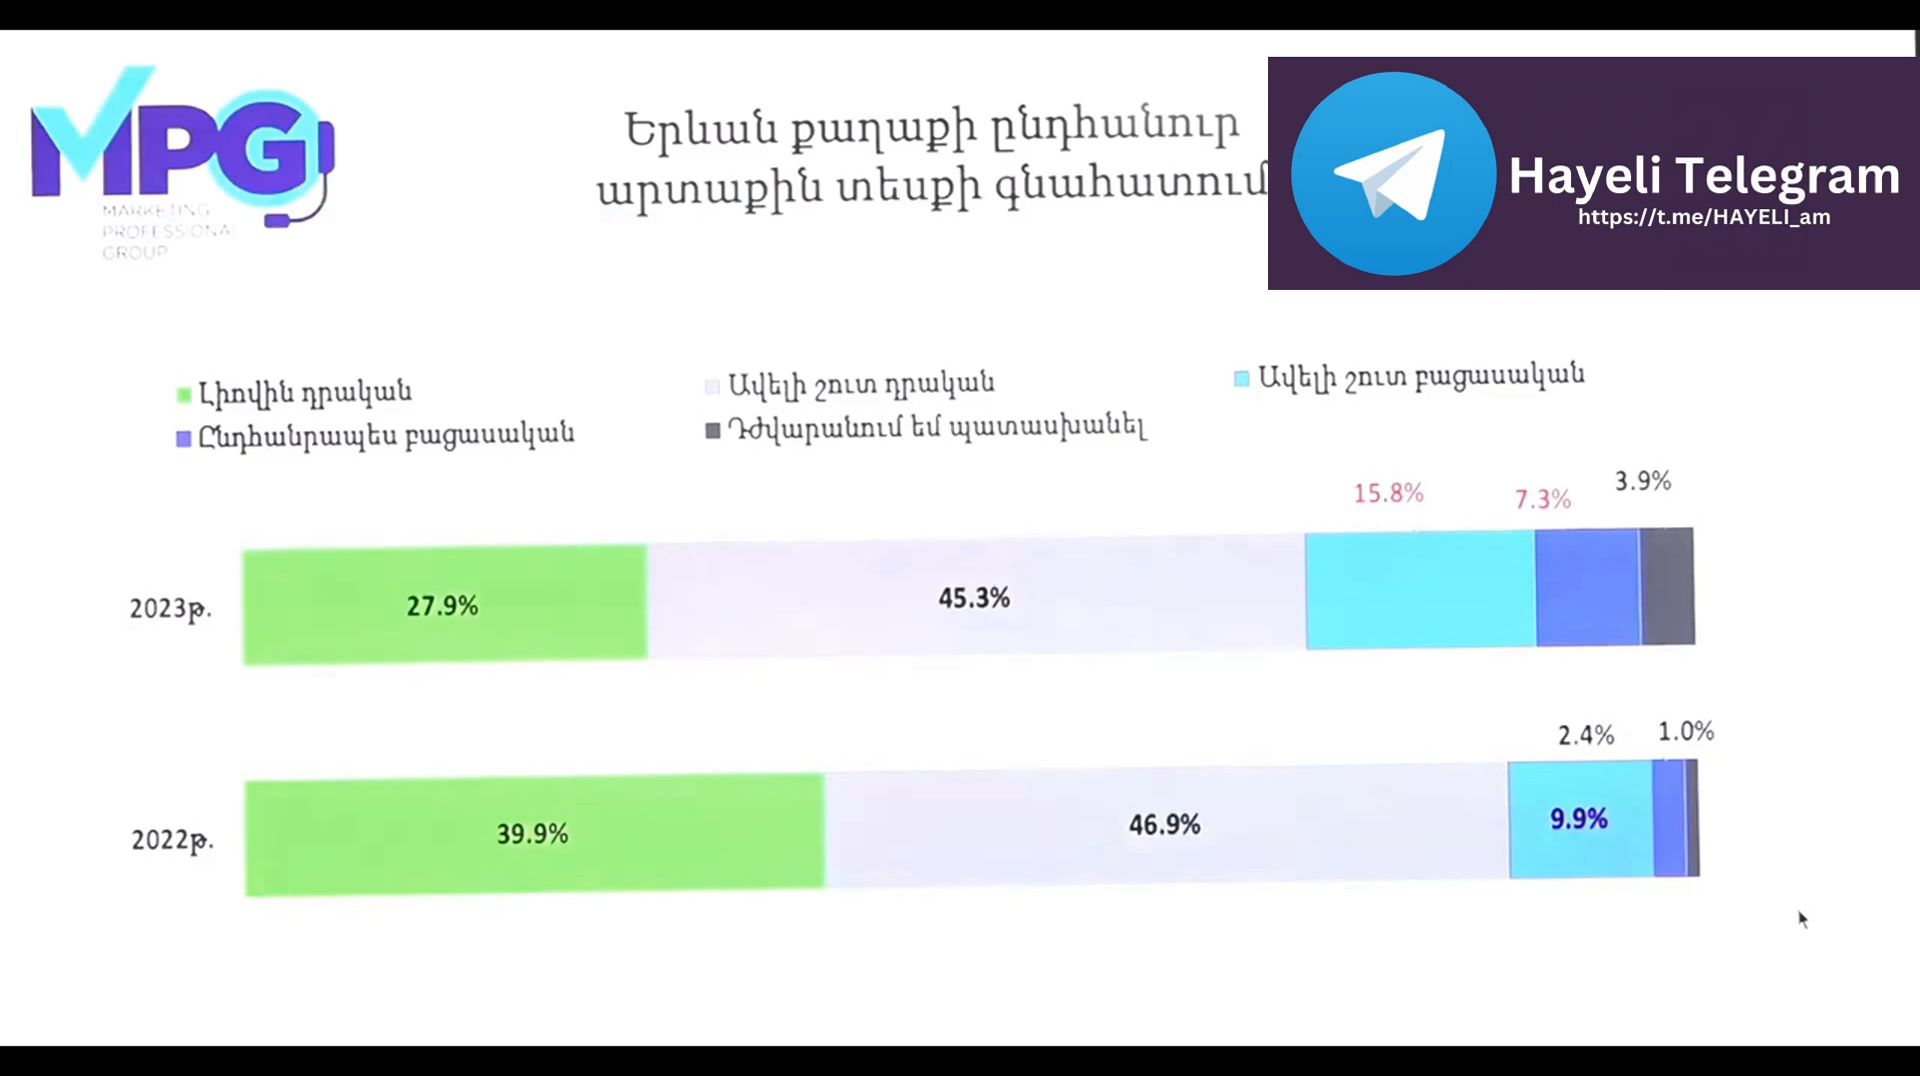 MPG
MARKETING
PROFESSIONAL
GROUP
Երևան քաղաքի ընդհանուր
արտաքին տեսքի գնահատում
Hayeli Telegram
https://t.me/HAYELI_am
Լիովին դրական
Ավելի շուտ դրական
Ավելի շուտ բացասական
Ընդհանրապես բացասական
Դժվարանում եմ պատասխանել
15.8%
7.3%
3.9%
2023թ.
27.9%
45.3%
2.4%
1.0%
2022թ.
39.9%
46.9%
9.9%